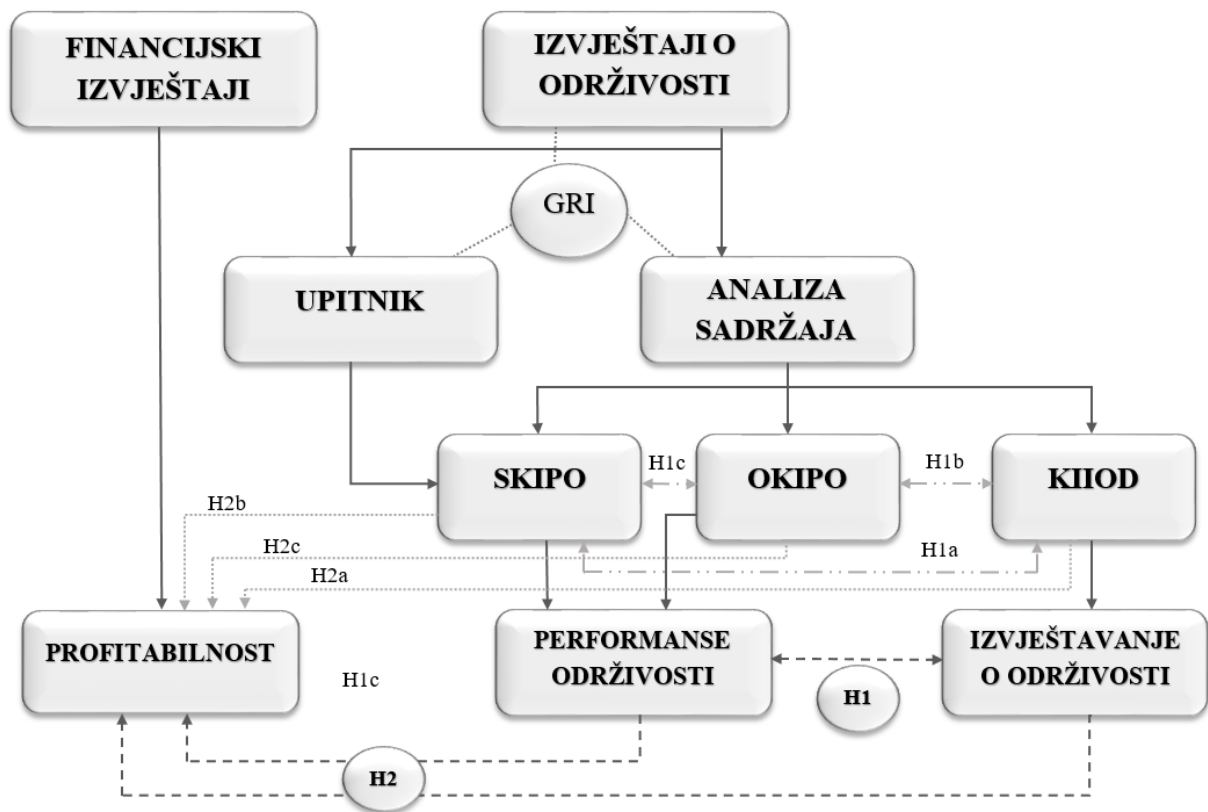 FINANCIJSKI
IZVJEŠTAJI
IZVJEŠTAJI O
ODRŽIVOSTI
GRI
UPITNIK
ANALIZA
SADRŽAJA
SKIPO
H1c
OKIPO
H1b
KIIOD
H2b
H2c
H1a
H2a
PROFITABILNOST
H1c
PERFORMANSE
ODRŽIVOSTI
H1
IZVJEŠTAVANJE
O ODRŽIVOSTI
H2